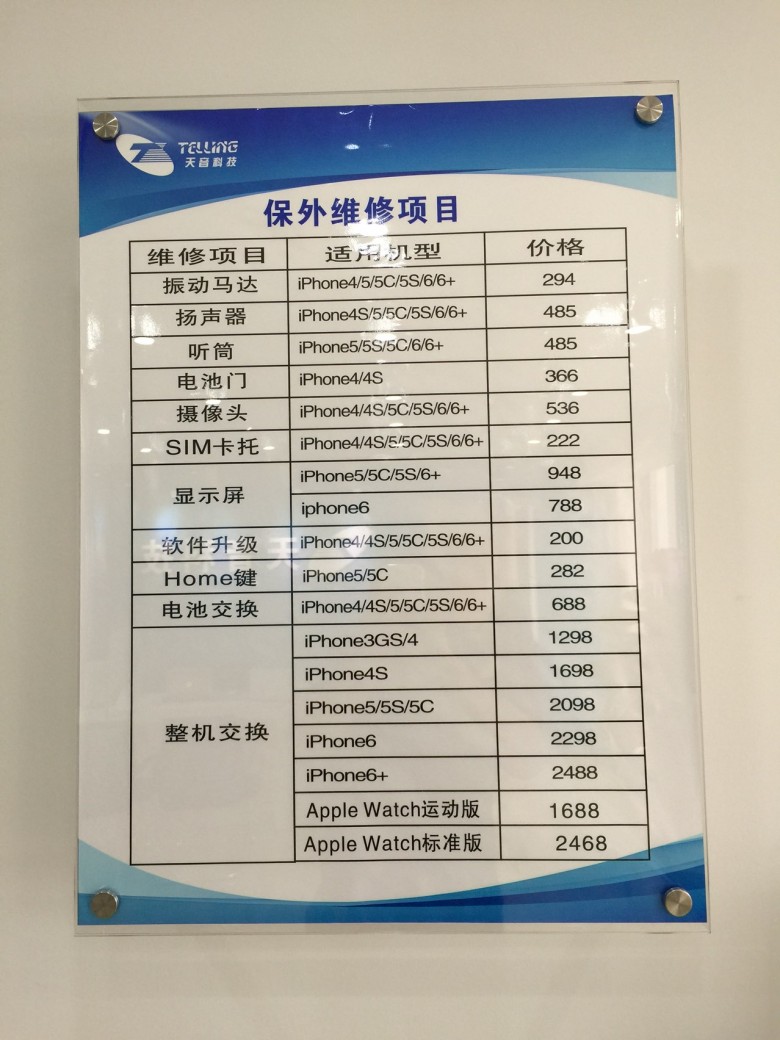 TELLING
天音科技
保外维修项目
维修项目 适用机型 价格
振动马达 iPhone4/5/5C/5S/6/6+ 294
扬声器 iPhone4S/5/5C/5S/6/6+ 485
听筒 iPhone5/5S/5C/6/6+ 485
电池门 iPhone4/4S 366
摄像头 iPhone4/4S/5C/5S/6/6+ 536
SIM卡托 iPhone4/4S/5/5C/5S/6/6+ 222
显示屏 iPhone5/5C/5S/6+ 948
iphone6 788
软件升级 iPhone4/4S/5/5C/5S/6/6+ 200
Home键 iPhone5/5C 282
电池交换 iPhone4/4S/5/5C/5S/6/6+ 688
整机交换 iPhone3GS/4 1298
iPhone4S 1698
iPhone5/5S/5C 2098
iPhone6 2298
iPhone6+ 2488
Apple Watch运动版 1688
Apple Watch标准版 2468